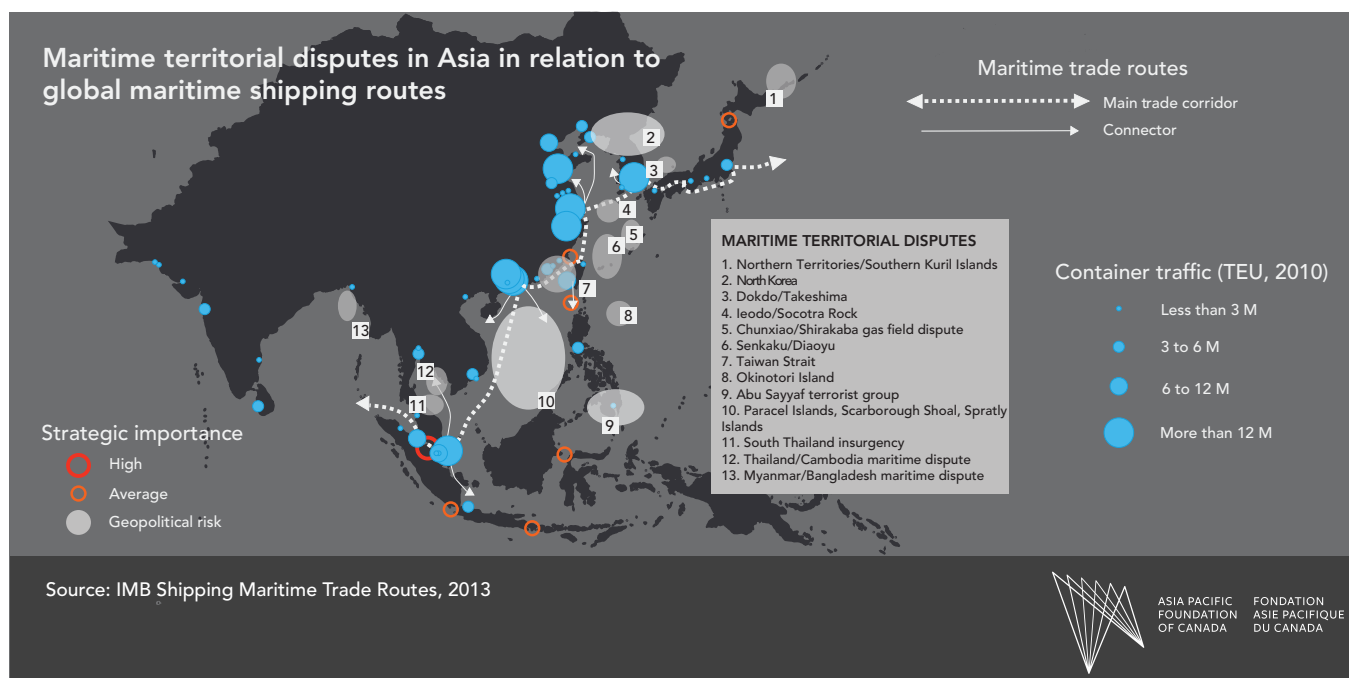 Maritime territorial disputes in Asia in relation to
global maritime shipping routes
Maritime trade routes
Main trade corridor
Connector
1
2
3
4
5
6
7
8
9
10
11
12
13
MARITIME TERRITORIAL DISPUTES
1. Northern Territories/Southern Kuril Islands
2. North Korea
3. Dokdo/Takeshima
4. Ieodo/Socotra Rock
5. Chunxiao/Shirakaba gas field dispute
6. Senkaku/Diaoyu
7. Taiwan Strait
8. Okinotori Island
9. Abu Sayyaf terrorist group
10. Paracel Islands, Scarborough Shoal, Spratly
Islands
11. South Thailand insurgency
12. Thailand/Cambodia maritime dispute
13. Myanmar/Bangladesh maritime dispute
Container traffic (TEU, 2010)
Less than 3 M
3 to 6 M
6 to 12 M
More than 12 M
Strategic importance
High
Average
Geopolitical risk
Source: IMB Shipping Maritime Trade Routes, 2013
ASIA PACIFIC
FOUNDATION
OF CANADA
FONDATION
ASIE PACIFIQUE
DU CANADA